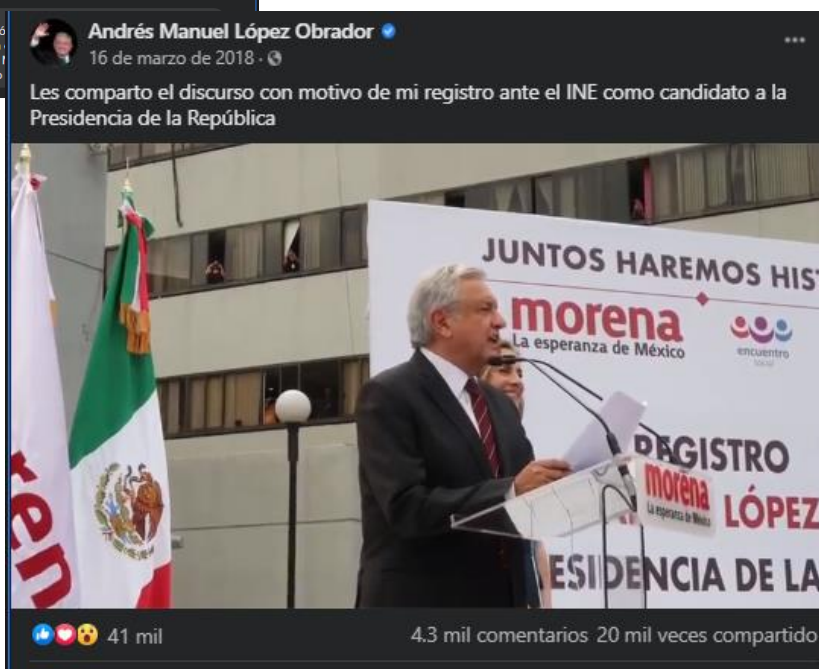 Andrés Manuel López Obrador
16 de marzo de 2018 ·
Les comparto el discurso con motivo de mi registro ante el INE como candidato a la
Presidencia de la República
JUNTOS HAREMOS HIST
morena
La esperanza de México
encuentro
social
REGISTRO
LÓPEZ
ESIDENCIA DE LA
morena
La esperanza de México
ren
41 mil
4.3 mil comentarios 20 mil veces compartido